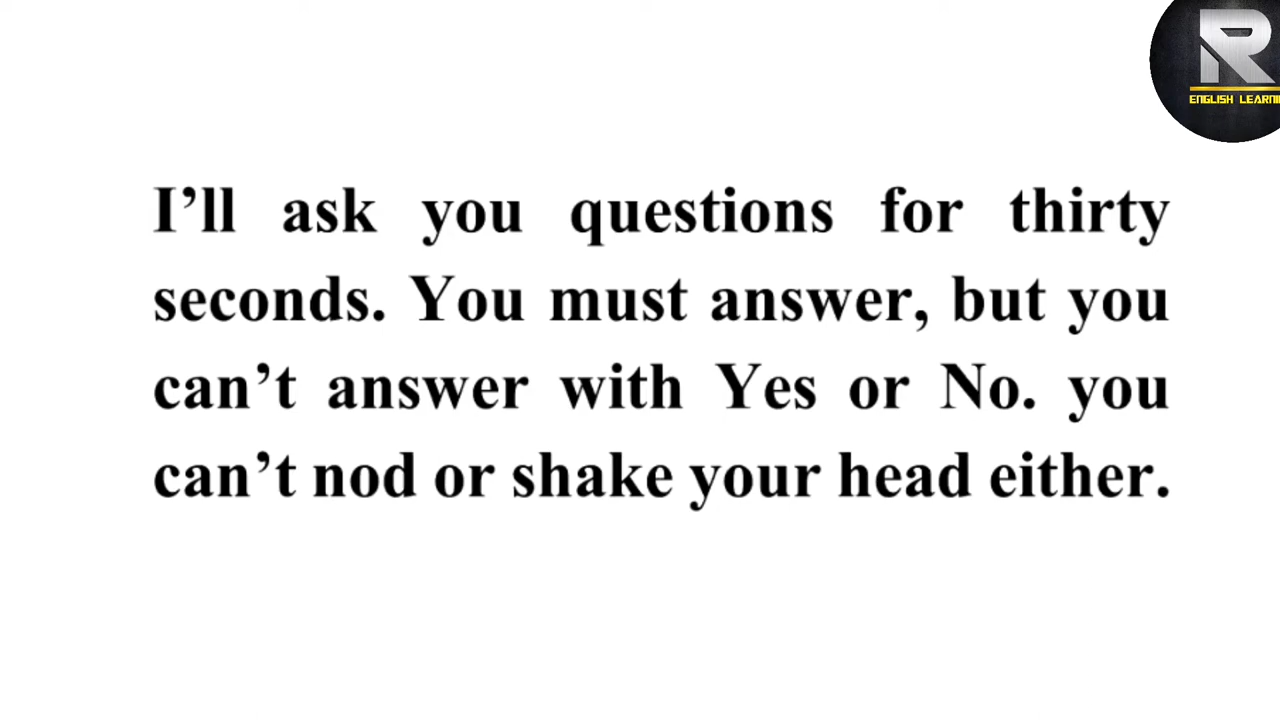 R
ENGLISH LEARNI
I’ll ask you questions for thirty
seconds. You must answer, but you
can’t answer with Yes or No. you
can’t nod or shake your head either.